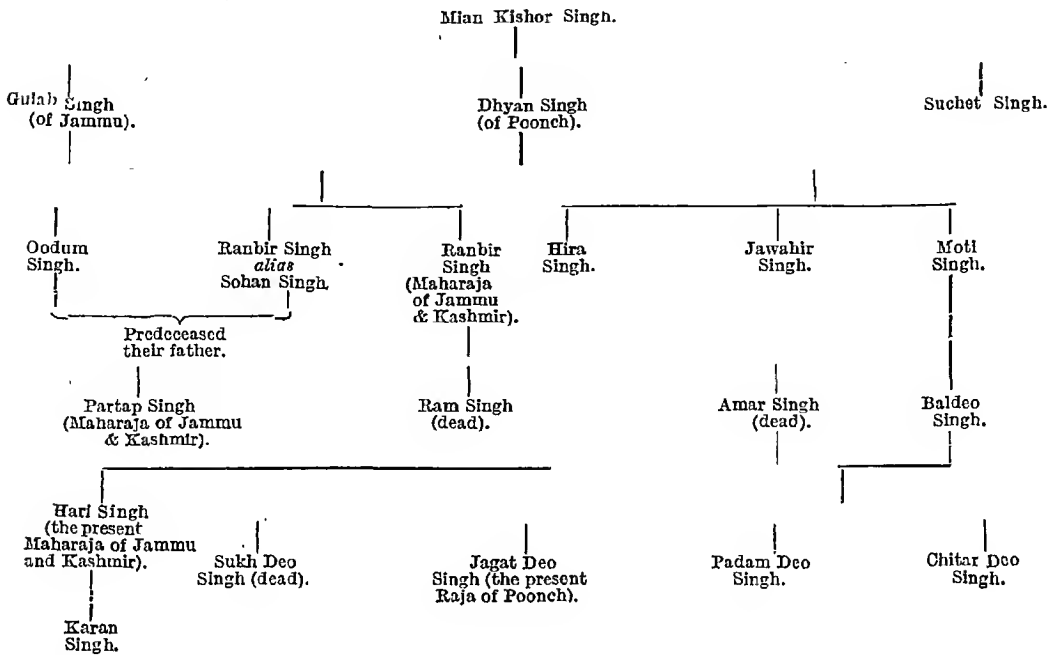 Mian Kishor Singh.
Gulab Singh
(of Jammu).
Dhyan Singh
(of Poonch).
Suchet Singh.
Oodum
Singh.
Ranbir Singh
alias
Sohan Singh.
Ranbir
Singh
(Maharaja
of Jammu
& Kashmir).
Hira
Singh.
Jawahir
Singh.
Moti
Singh.
Predeceased
their father.
Partap Singh
(Maharaja of Jammu
& Kashmir).
Ram Singh
(dead).
Amar Singh
(dead).
Baldeo
Singh.
Hari Singh
(the present
Maharaja of Jammu
and Kashmir).
Sukh Deo
Singh (dead).
Jagat Deo
Singh (the present
Raja of Poonch).
Padam Deo
Singh.
Chitar Deo
Singh.
Karan
Singh.